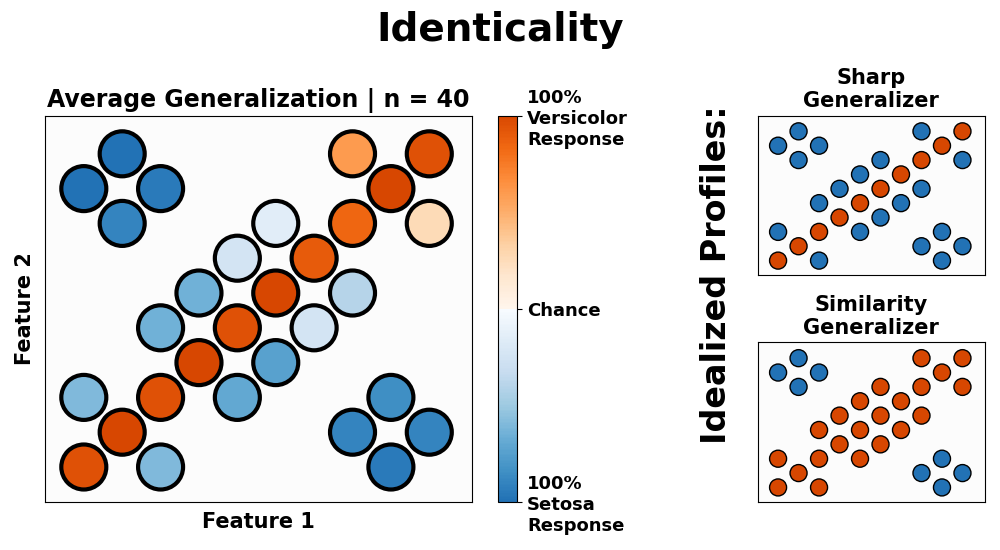 Identicality
Average Generalization | n = 40
Feature 2
Feature 1
100%
Versicolor
Response
Chance
100%
Setosa
Response
Idealized Profiles:
Sharp
Generalizer
Similarity
Generalizer